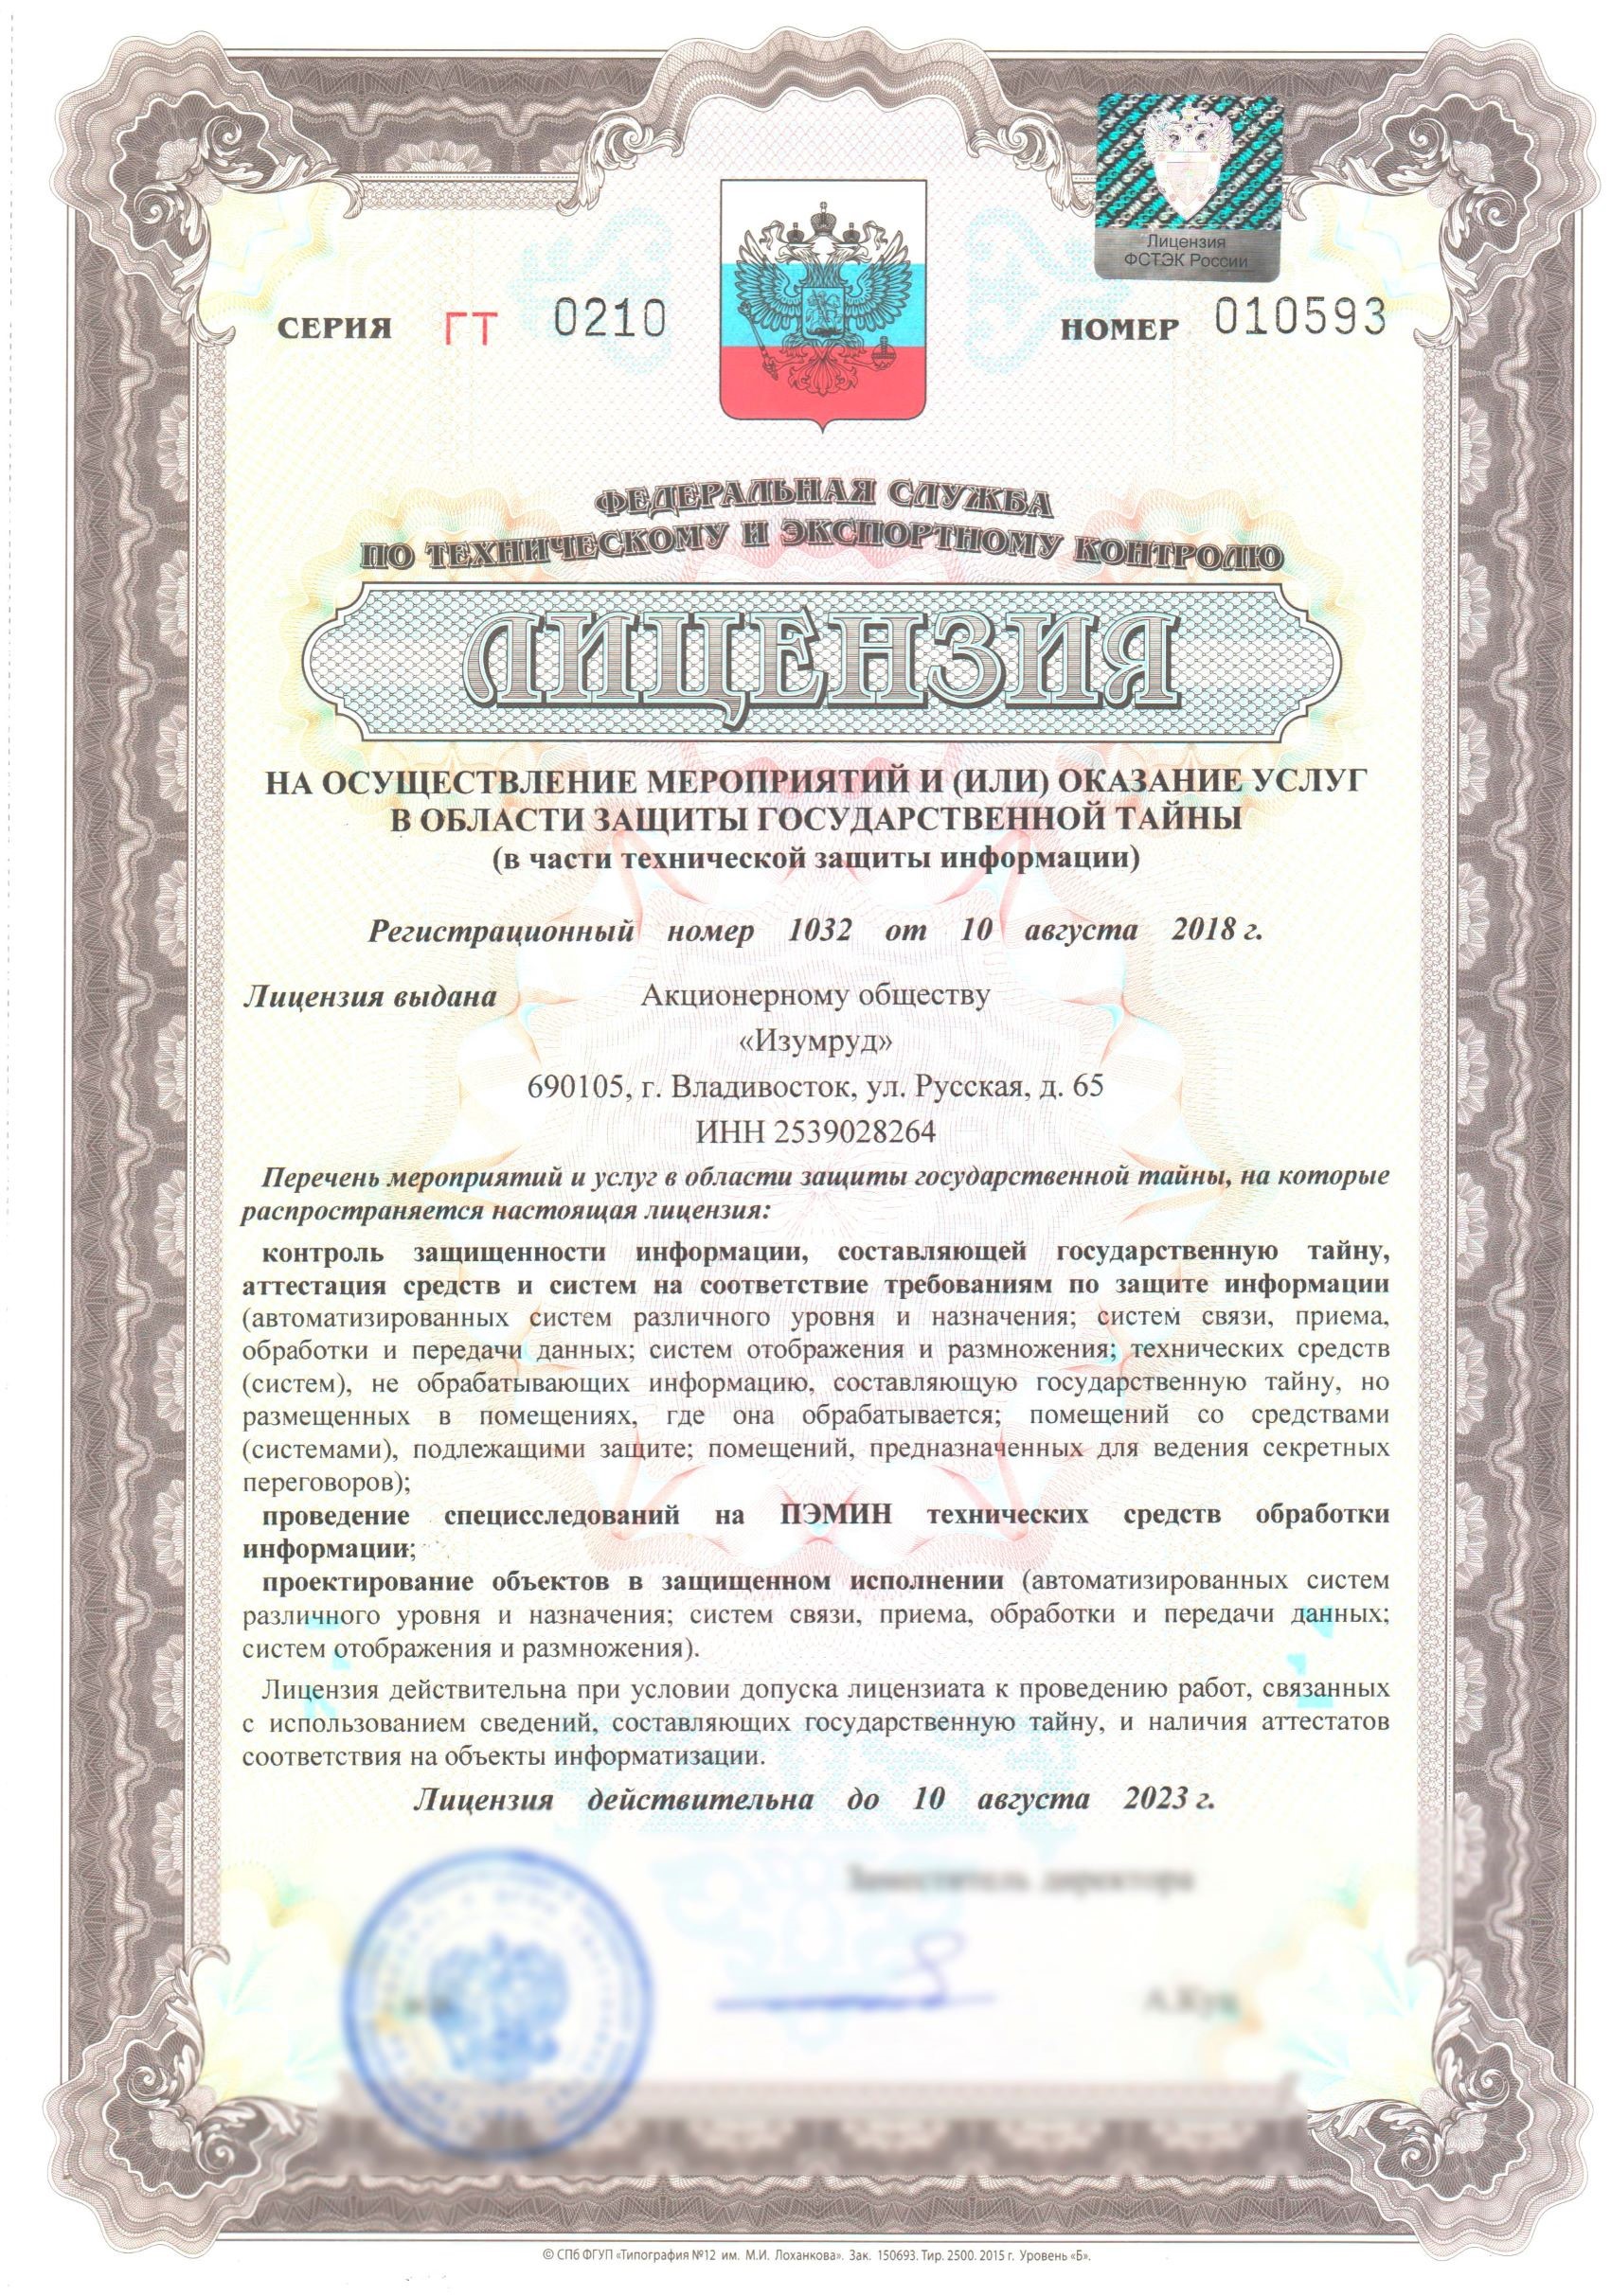 Лицензия
ФСТЭК России
СЕРИЯ ГТ 0210
НОМЕР 010593
ФЕДЕРАЛЬНАЯ СЛУЖБА
ПО ТЕХНИЧЕСКОМУ И ЭКСПОРТНОМУ КОНТРОЛЮ
ЛИЦЕНЗИЯ
НА ОСУЩЕСТВЛЕНИЕ МЕРОПРИЯТИЙ И (ИЛИ) ОКАЗАНИЕ УСЛУГ
В ОБЛАСТИ ЗАЩИТЫ ГОСУДАРСТВЕННОЙ ТАЙНЫ
(в части технической защиты информации)
Регистрационный номер 1032 от 10 августа 2018 г.
Лицензия выдана Акционерному обществу
«Изумруд»
690105, г. Владивосток, ул. Русская, д. 65
ИНН 2539028264
Перечень мероприятий и услуг в области защиты государственной тайны, на которые
распространяется настоящая лицензия:
контроль защищенности информации, составляющей государственную тайну,
аттестация средств и систем на соответствие требованиям по защите информации
(автоматизированных систем различного уровня и назначения; систем связи, приема,
обработки и передачи данных; систем отображения и размножения; технических средств
(систем), не обрабатывающих информацию, составляющую государственную тайну, но
размещенных в помещениях, где она обрабатывается; помещений со средствами
(системами), подлежащими защите; помещений, предназначенных для ведения секретных
переговоров);
проведение специсследований на ПЭМИН технических средств обработки
информации;
проектирование объектов в защищенном исполнении (автоматизированных систем
различного уровня и назначения; систем связи, приема, обработки и передачи данных;
систем отображения и размножения).
Лицензия действительна при условии допуска лицензиата к проведению работ, связанных
с использованием сведений, составляющих государственную тайну, и наличия аттестатов
соответствия на объекты информатизации.
Лицензия действительна до 10 августа 2023 г.
Заместитель директора
© СПб ФГУП «Типография №12 им. М.И. Лоханкова». Зак. 150693. Тир. 2500. 2015 г. Уровень «Б».